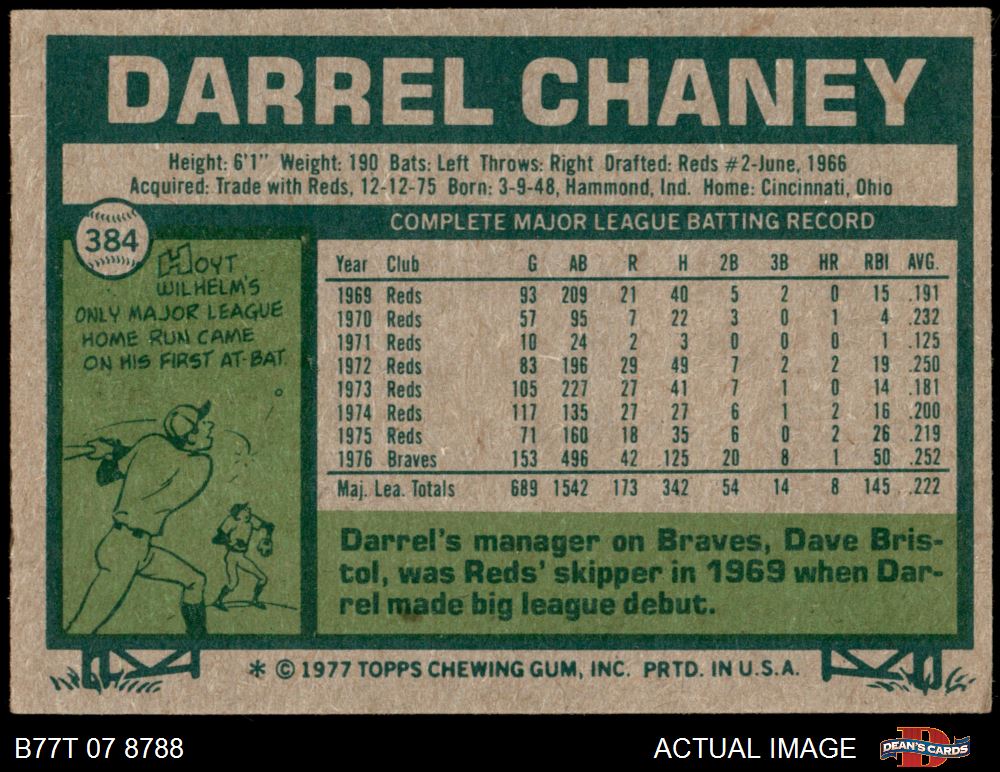 DARREL CHANEY
Height: 6'1" Weight: 190 Bats: Left Throws: Right Drafted: Reds #2-June, 1966
Acquired: Trade with Reds, 12-12-75 Born: 3-9-48, Hammond, Ind. Home: Cincinnati, Ohio
384
COMPLETE MAJOR LEAGUE BATTING RECORD
HOYT
WILHELM'S
ONLY MAJOR LEAGUE
HOME RUN CAME
ON HIS FIRST AT-BAT.
Year Club G AB R H 2B 3B HR RBI AVG.
1969 Reds 93 209 21 40 5 2 0 15 .191
1970 Reds 57 95 7 22 3 0 1 4 .232
1971 Reds 10 24 2 3 0 0 0 1 .125
1972 Reds 83 196 29 49 7 2 2 19 .250
1973 Reds 105 227 27 41 7 1 0 14 .181
1974 Reds 117 135 27 27 6 1 2 16 .200
1975 Reds 71 160 18 35 6 0 2 26 .219
1976 Braves 153 496 42 125 20 8 1 50 .252
Maj. Lea. Totals 689 1542 173 342 54 14 8 145 .222
Darrel's manager on Braves, Dave Bris-
tol, was Reds' skipper in 1969 when Dar-
rel made big league debut.
* © 1977 TOPPS CHEWING GUM, INC. PRTD. IN U.S.A.
B77T 07 8788
ACTUAL IMAGE
DEAN'S CARDS